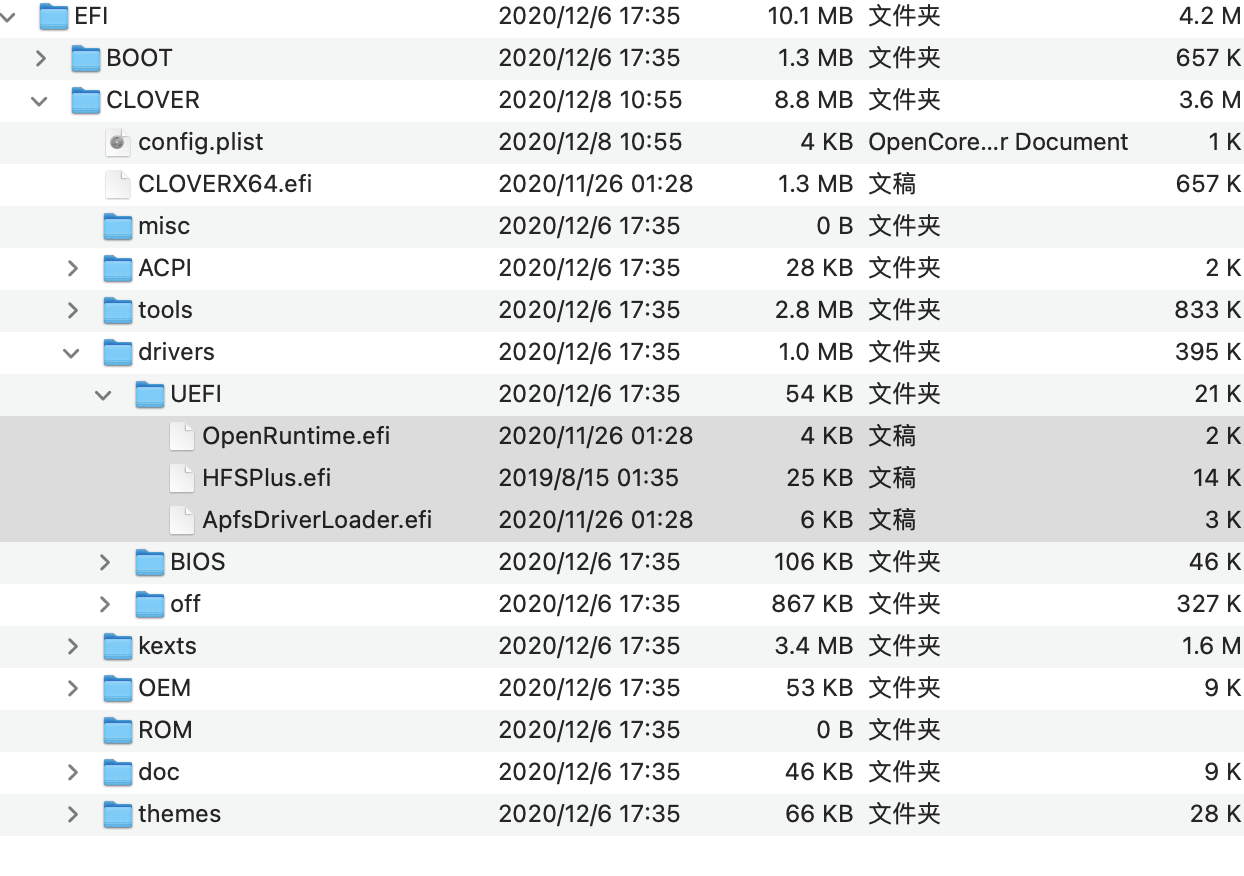 EFI 2020/12/6 17:35 10.1 MB 文件夹 4.2 M
BOOT 2020/12/6 17:35 1.3 MB 文件夹 657 K
CLOVER 2020/12/8 10:55 8.8 MB 文件夹 3.6 M
config.plist 2020/12/8 10:55 4 KB OpenCore...r Document 1 K
CLOVERX64.efi 2020/11/26 01:28 1.3 MB 文稿 657 K
misc 2020/12/6 17:35 0 B 文件夹
ACPI 2020/12/6 17:35 28 KB 文件夹 2 K
tools 2020/12/6 17:35 2.8 MB 文件夹 833 K
drivers 2020/12/6 17:35 1.0 MB 文件夹 395 K
UEFI 2020/12/6 17:35 54 KB 文件夹 21 K
OpenRuntime.efi 2020/11/26 01:28 4 KB 文稿 2 K
HFSPlus.efi 2019/8/15 01:35 25 KB 文稿 14 K
ApfsDriverLoader.efi 2020/11/26 01:28 6 KB 文稿 3 K
BIOS 2020/12/6 17:35 106 KB 文件夹 46 K
off 2020/12/6 17:35 867 KB 文件夹 327 K
kexts 2020/12/6 17:35 3.4 MB 文件夹 1.6 M
OEM 2020/12/6 17:35 53 KB 文件夹 9 K
ROM 2020/12/6 17:35 0 B 文件夹
doc 2020/12/6 17:35 46 KB 文件夹 9 K
themes 2020/12/6 17:35 66 KB 文件夹 28 K